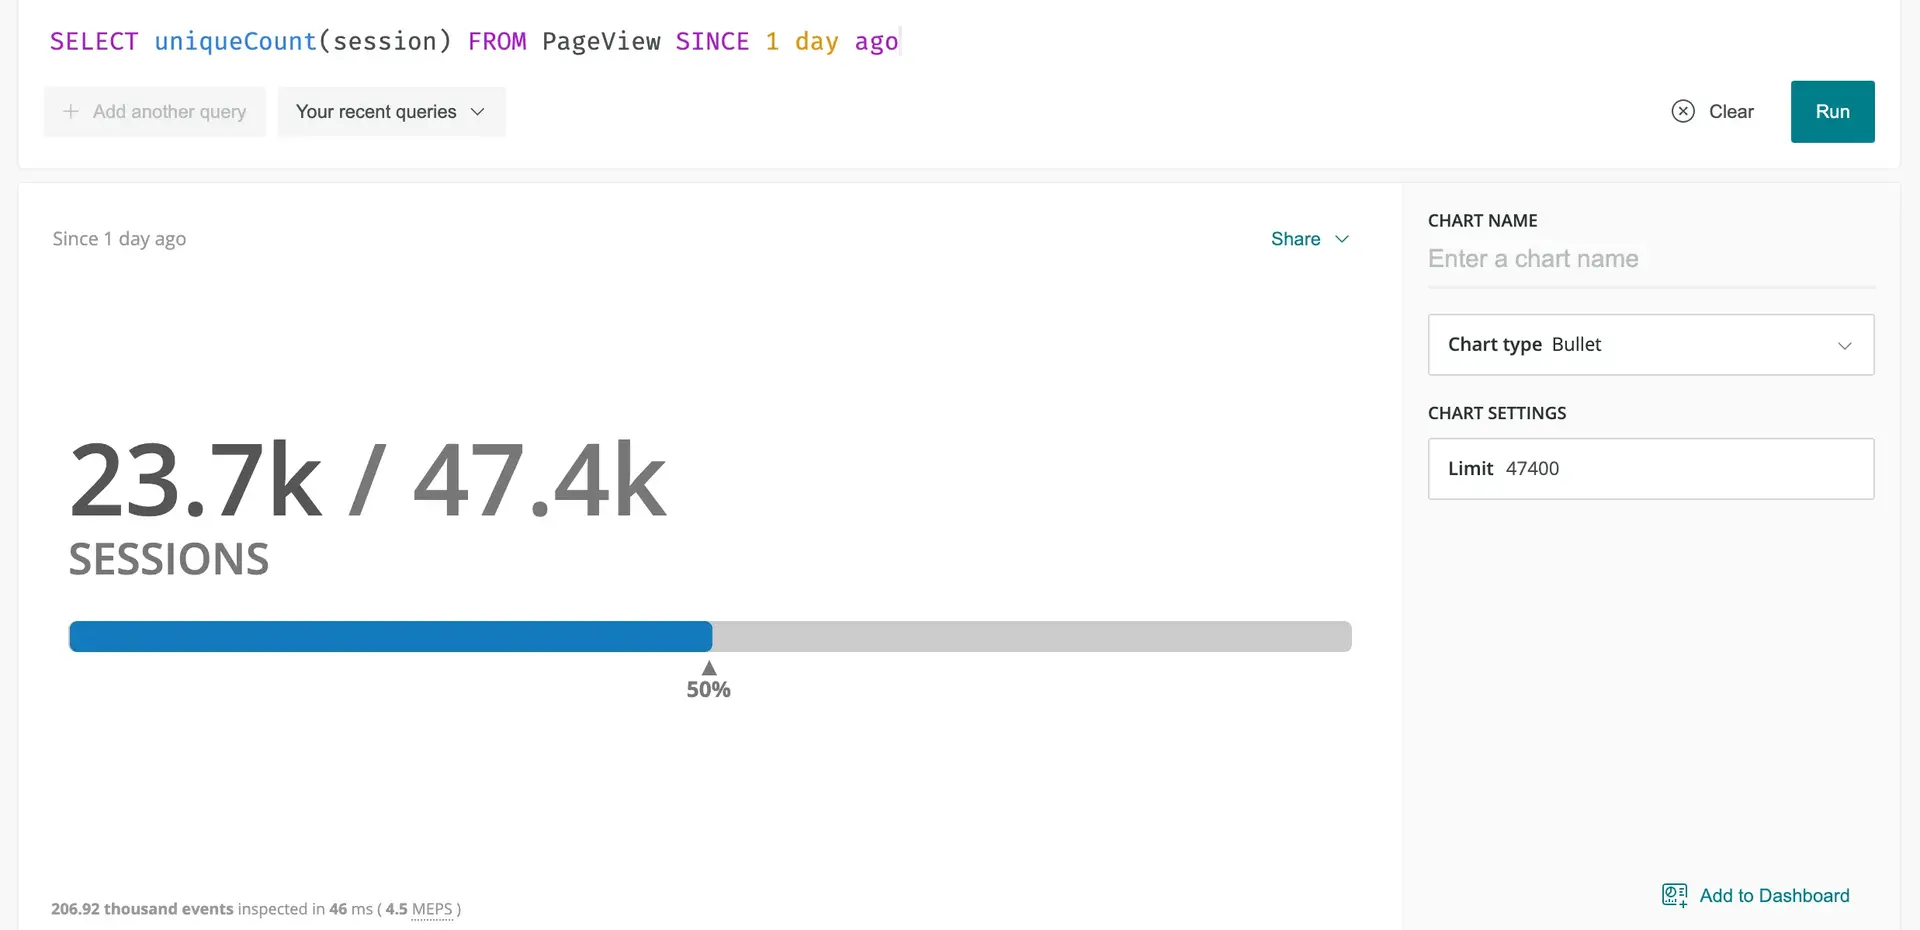 SELECT uniqueCount(session) FROM PageView SINCE 1 day ago
Add another query
Your recent queries
Clear
Run
Since 1 day ago
Share
23.7k / 47.4k
SESSIONS
50%
206.92 thousand events inspected in 46 ms ( 4.5 MEPS )
CHART NAME
Enter a chart name
Chart type Bullet
CHART SETTINGS
Limit 47400
Add to Dashboard